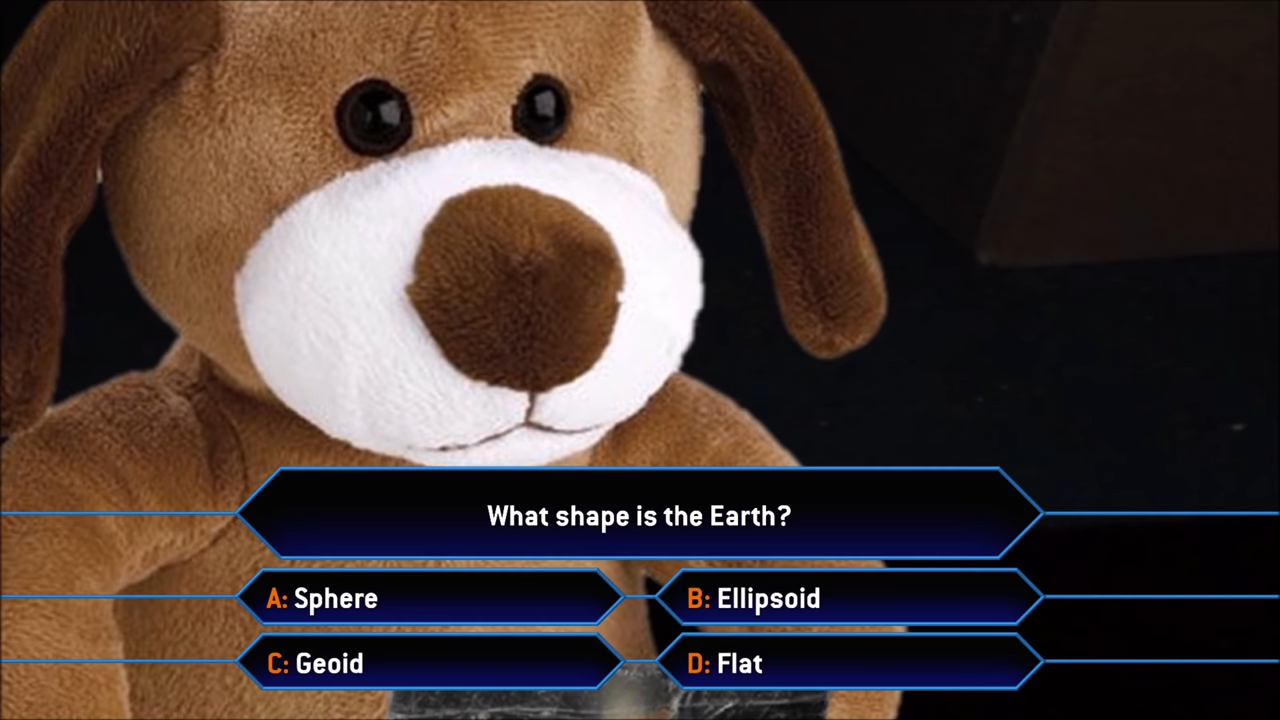 What shape is the Earth?
A: Sphere
B: Ellipsoid
C: Geoid
D: Flat